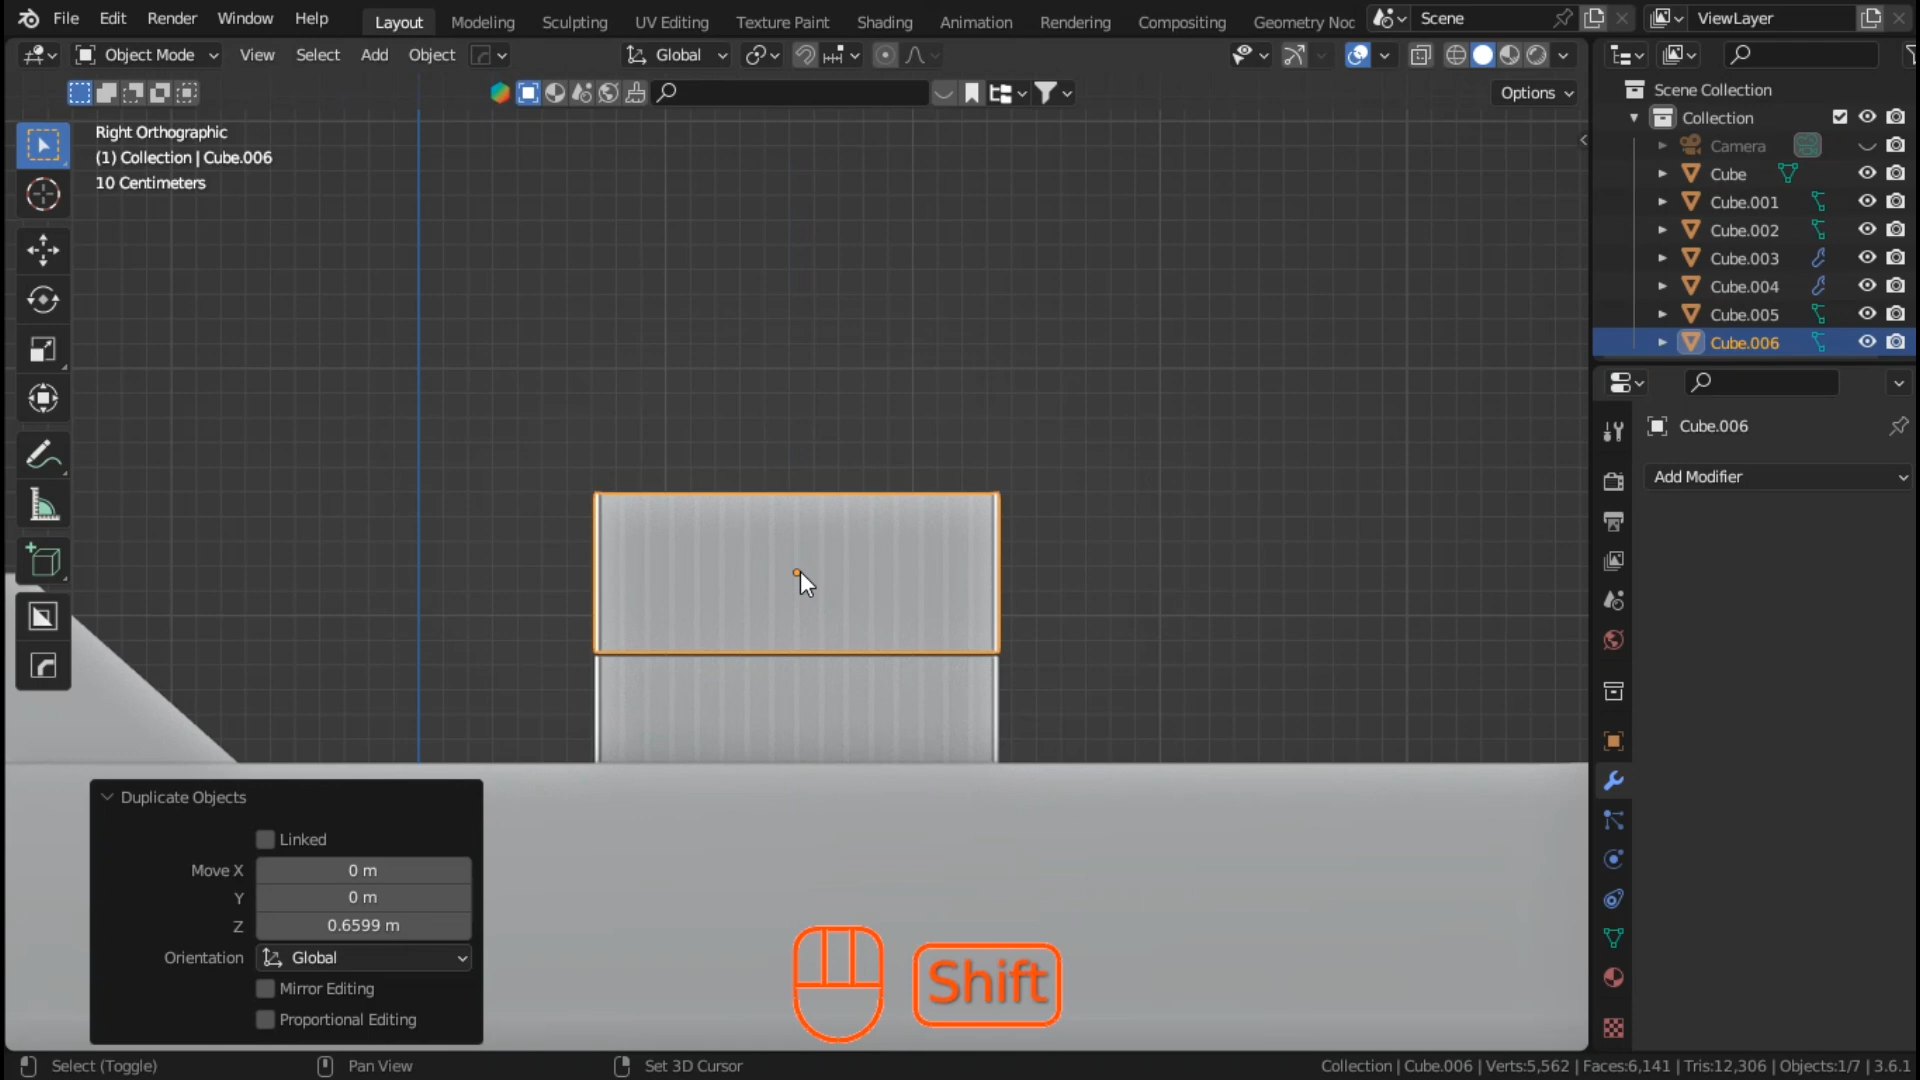 File Edit Render Window Help
Layout Modeling Sculpting UV Editing Texture Paint Shading Animation Rendering Compositing Geometry Noc
Scene
ViewLayer
Object Mode View Select Add Object
Global
Options
Right Orthographic
(1) Collection | Cube.006
10 Centimeters
Scene Collection
Collection
Camera
Cube
Cube.001
Cube.002
Cube.003
Cube.004
Cube.005
Cube.006
Cube.006
Add Modifier
Duplicate Objects
Linked
Move X 0 m
Y 0 m
Z 0.6599 m
Orientation Global
Mirror Editing
Proportional Editing
Shift
Select (Toggle)
Pan View
Set 3D Cursor
Collection | Cube.006 | Verts:5,562 | Faces:6,141 | Tris:12,306 | Objects:1/7 | 3.6.1